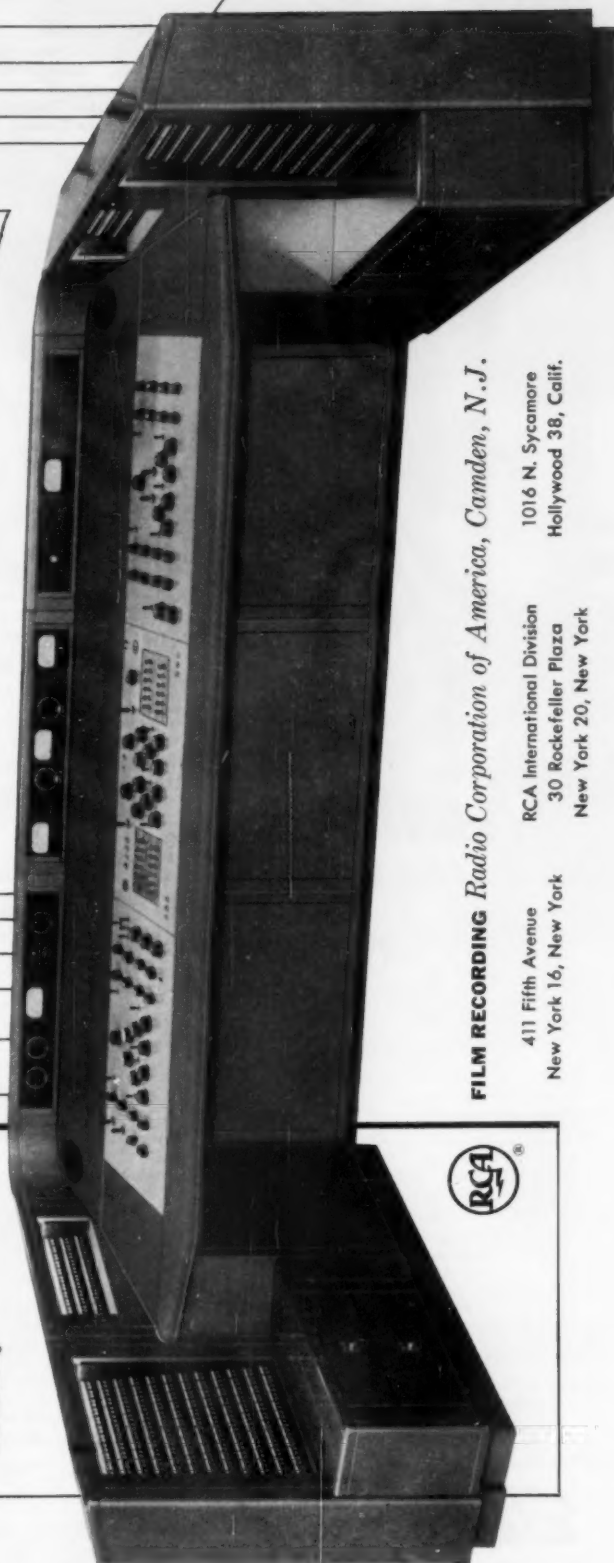 FILM RECORDING Radio Corporation of America, Camden, N.J.
411 Fifth Avenue
New York 16, New York
RCA International Division
30 Rockefeller Plaza
New York 20, New York
1016 N. Sycamore
Hollywood 38, Calif.
RCA
®